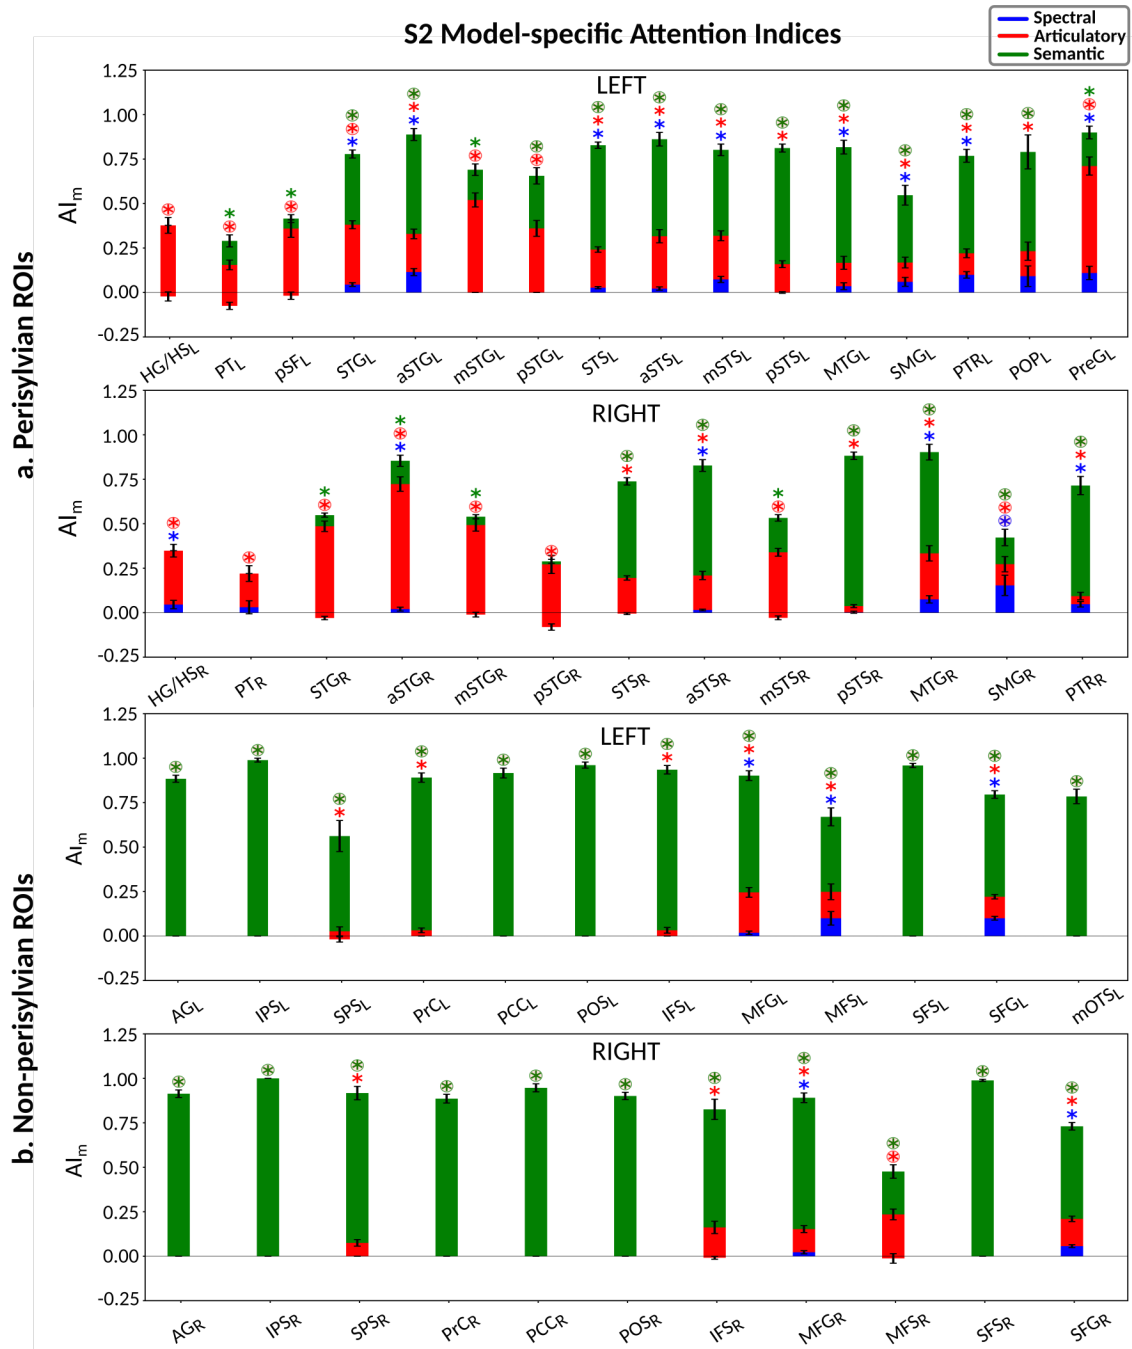 S2 Model-specific Attention Indices
Spectral
Articulatory
Semantic
a. Perisylvian ROIs
LEFT
AIm
1.25
1.00
0.75
0.50
0.25
0.00
-0.25
HG/HSL PTL pSFL STGL aSTGL mSTGL pSTGL STSL aSTSL mSTSL pSTSL MTGL SMGL PTRL POPL PreGL
RIGHT
AIm
1.00
0.75
0.50
0.25
0.00
-0.25
HG/HSR PTR STGR aSTGR mSTGR pSTGR STSR aSTSR mSTSR pSTSR MTGR SMGR PTRR
b. Non-perisylvian ROIs
LEFT
AIm
1.25
1.00
0.75
0.50
0.25
0.00
-0.25
AGL IPSL SPSL PrCL PCCL POSL IFSL MFGL MFSL SFSL SFGL mOTSL
RIGHT
AIm
1.25
1.00
0.75
0.50
0.25
0.00
-0.25
AGR IPSR SPSR PrCR PCCR POSR IFSR MFGR MFSR SFSR SFGR